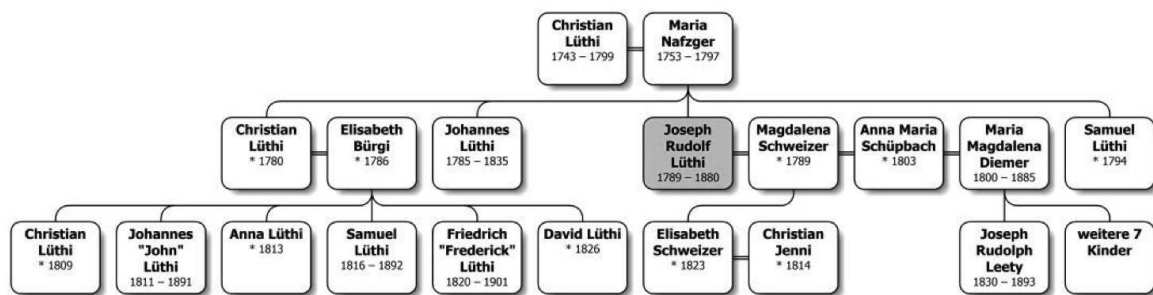 Christian
Lüthi
1743 – 1799
Maria
Nafzger
1753 – 1797
Christian
Lüthi
* 1780
Elisabeth
Bürgi
* 1786
Johannes
Lüthi
1785 – 1835
Joseph
Rudolf
Lüthi
1789 – 1880
Magdalena
Schweizer
* 1789
Anna Maria
Schüpbach
* 1803
Maria
Magdalena
Diemer
1800 – 1885
Samuel
Lüthi
* 1794
Christian
Lüthi
* 1809
Johannes
"John"
Lüthi
1811 – 1891
Anna Lüthi
* 1813
Samuel
Lüthi
1816 – 1892
Friedrich
"Frederick"
Lüthi
1820 – 1901
David Lüthi
* 1826
Elisabeth
Schweizer
* 1823
Christian
Jenni
* 1814
Joseph
Rudolph
Leety
1830 – 1893
weitere 7
Kinder